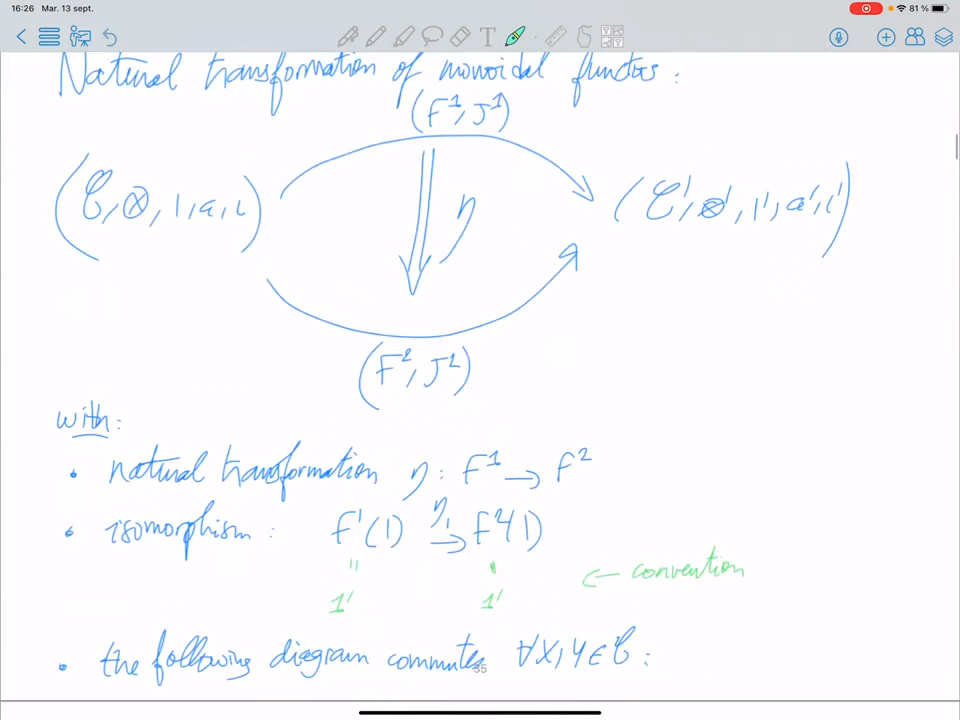 16:26 Mar. 13 sept. 81 %
Natural transformation of monoidal functors :
(F¹, J¹)
(𝒞, ⊗, 1, a, ι)
η
(𝒞', ⊗', 1', a', ι')
(F², J²)
with:
• natural transformation η : F¹ → F²
• isomorphism : F¹(1) η₁ → F²(1)
" "
1' 1' ← convention
• the following diagram commutes ∀X, Y ∈ 𝒞 :
35